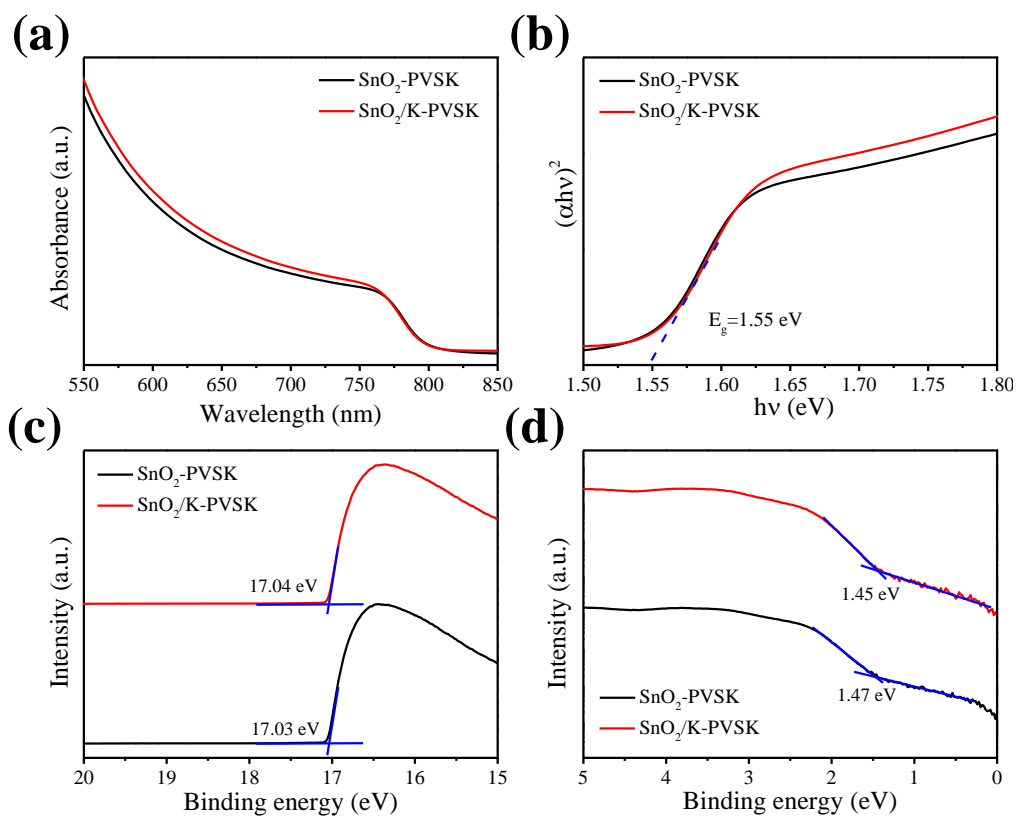 (a)
SnO₂-PVSK
SnO₂/K-PVSK
Absorbance (a.u.)
550 600 650 700 750 800 850
Wavelength (nm)
(b)
SnO₂-PVSK
SnO₂/K-PVSK
(αhν)²
E_g=1.55 eV
1.50 1.55 1.60 1.65 1.70 1.75 1.80
hν (eV)
(c)
SnO₂-PVSK
SnO₂/K-PVSK
Intensity (a.u.)
17.04 eV
17.03 eV
20 19 18 17 16 15
Binding energy (eV)
(d)
Intensity (a.u.)
1.45 eV
1.47 eV
SnO₂-PVSK
SnO₂/K-PVSK
5 4 3 2 1 0
Binding energy (eV)